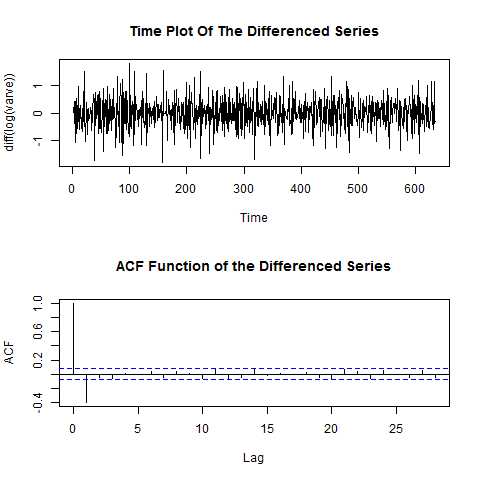 Time Plot Of The Differenced Series
diff(log(varve))
-1 0 1
0 100 200 300 400 500 600
Time
ACF Function of the Differenced Series
ACF
-0.4 0.2 0.6 1.0
0 5 10 15 20 25
Lag